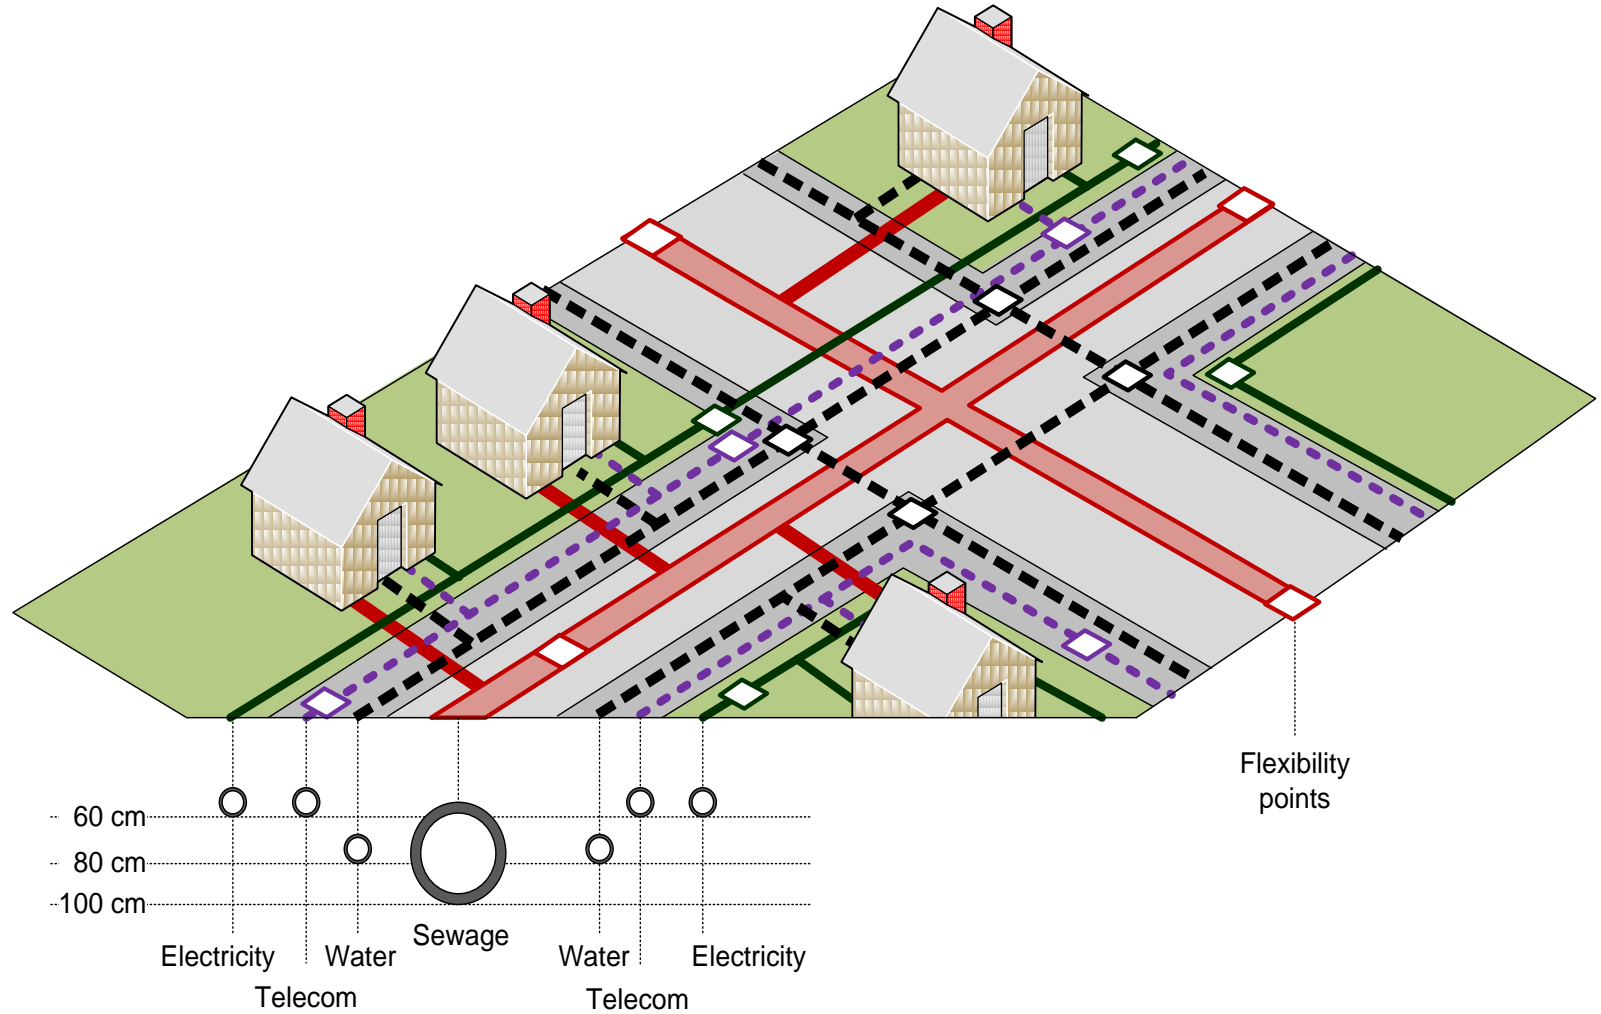 Flexibility
points
60 cm
80 cm
100 cm
Sewage
Electricity
Water
Water
Electricity
Telecom
Telecom